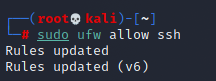 ┌──(root💀kali)-[~]
└─# sudo ufw allow ssh
Rules updated
Rules updated (v6)